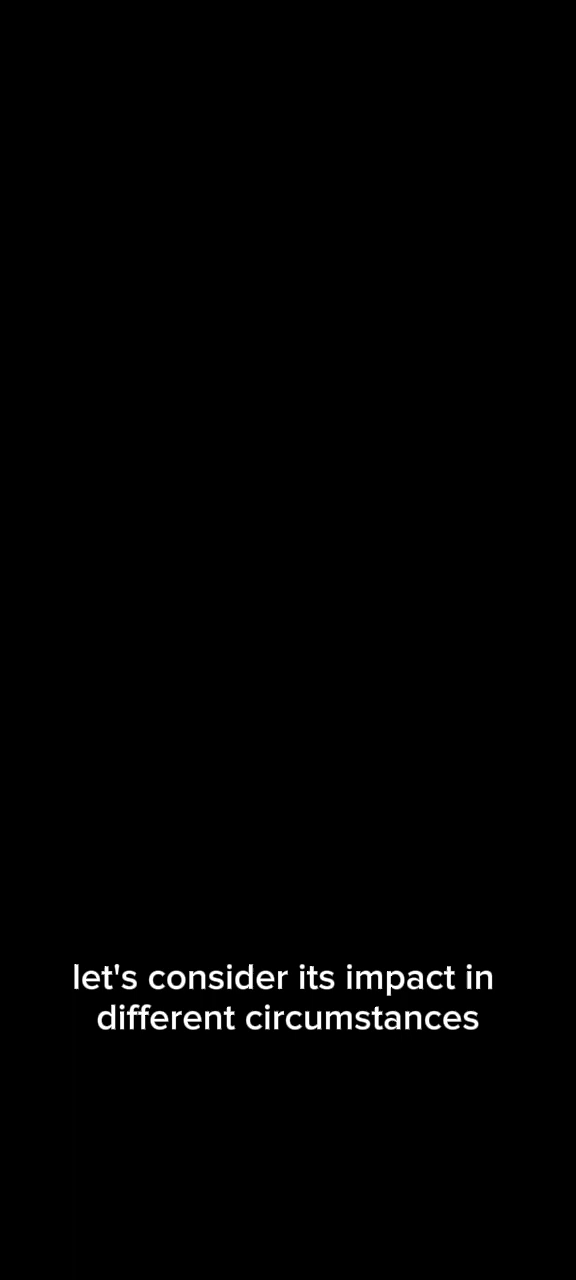 let's consider its impact in
different circumstances